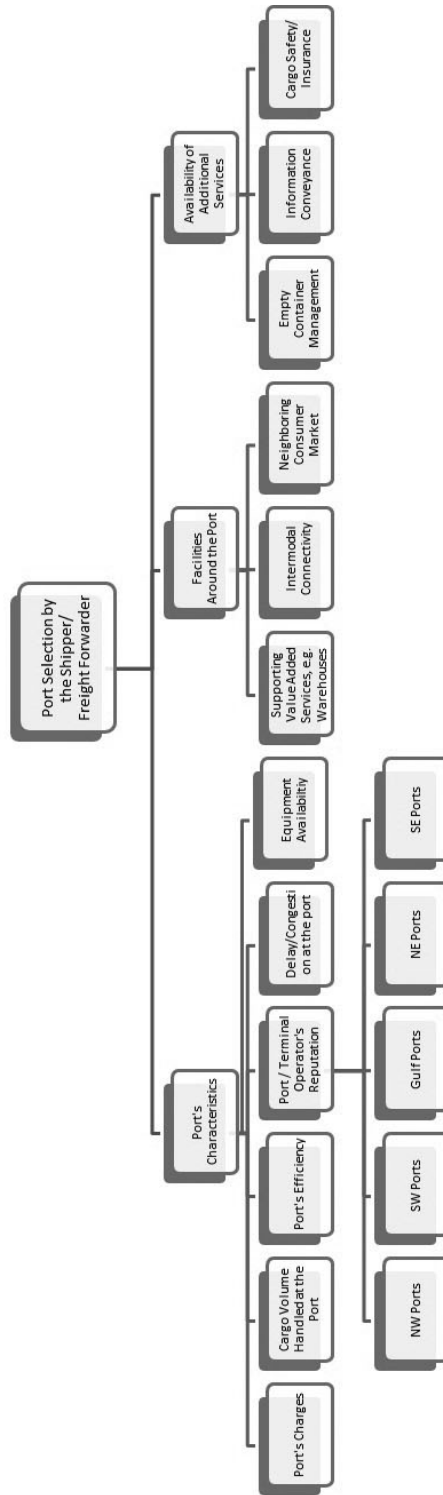 Port Selection by
the Shipper/
Freight Forwarder
Port's
Characteristics
Facilities
Around the Port
Availability of
Additional
Services
Port's Charges
Cargo Volume
Handled at the
Port
Port's Efficiency
Port / Terminal
Operator's
Reputation
Delay/Congesti
on at the port
Equipment
Availabiltiy
Supporting
Value Added
Services, e.g.
Warehouses
Intermodal
Connectivity
Neighboring
Consumer
Market
Empty
Container
Management
Information
Conveyance
Cargo Safety/
Insurance
NW Ports
SW Ports
Gulf Ports
NE Ports
SE Ports